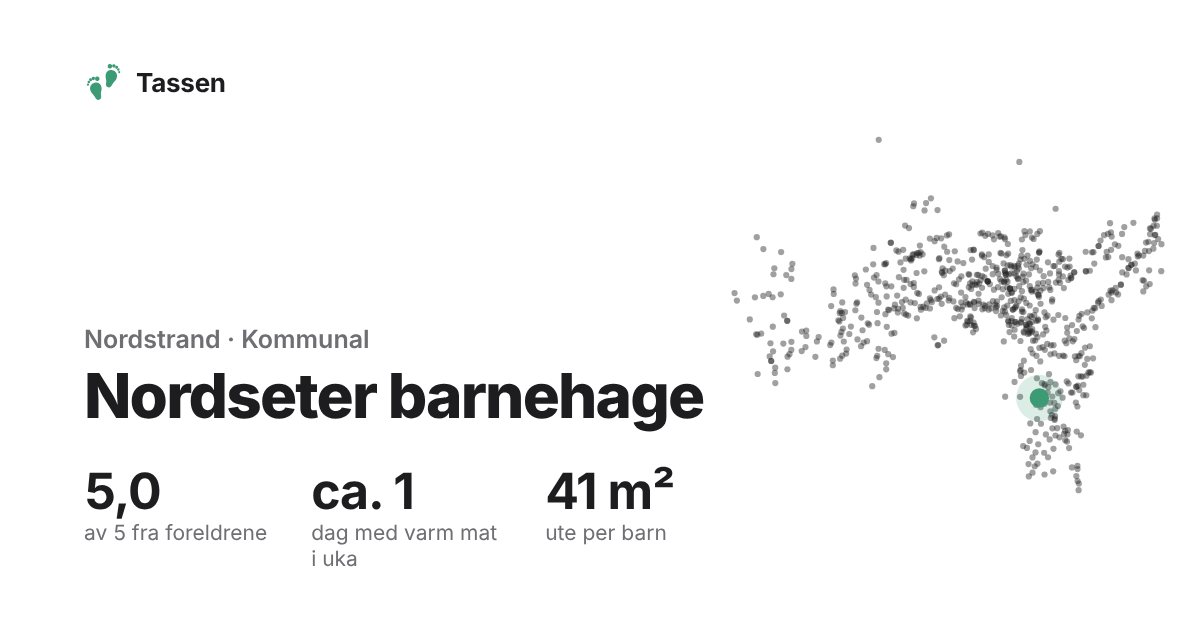 Tassen
Nordstrand · Kommunal
Nordseter barnehage
5,0
av 5 fra foreldrene
ca. 1
dag med varm mat
i uka
41 m²
ute per barn